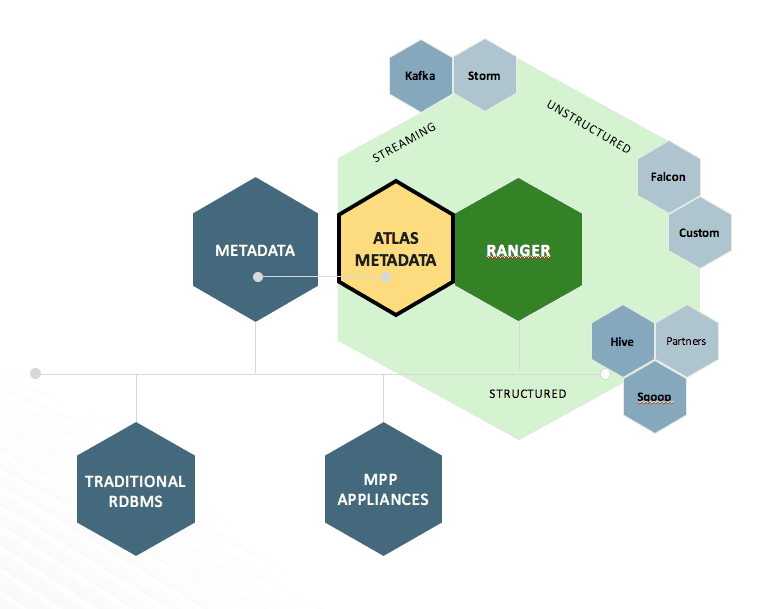 Kafka
Storm
STREAMING
UNSTRUCTURED
Falcon
Custom
METADATA
ATLAS
METADATA
RANGER
Hive
Partners
Sqoop
STRUCTURED
TRADITIONAL
RDBMS
MPP
APPLIANCES